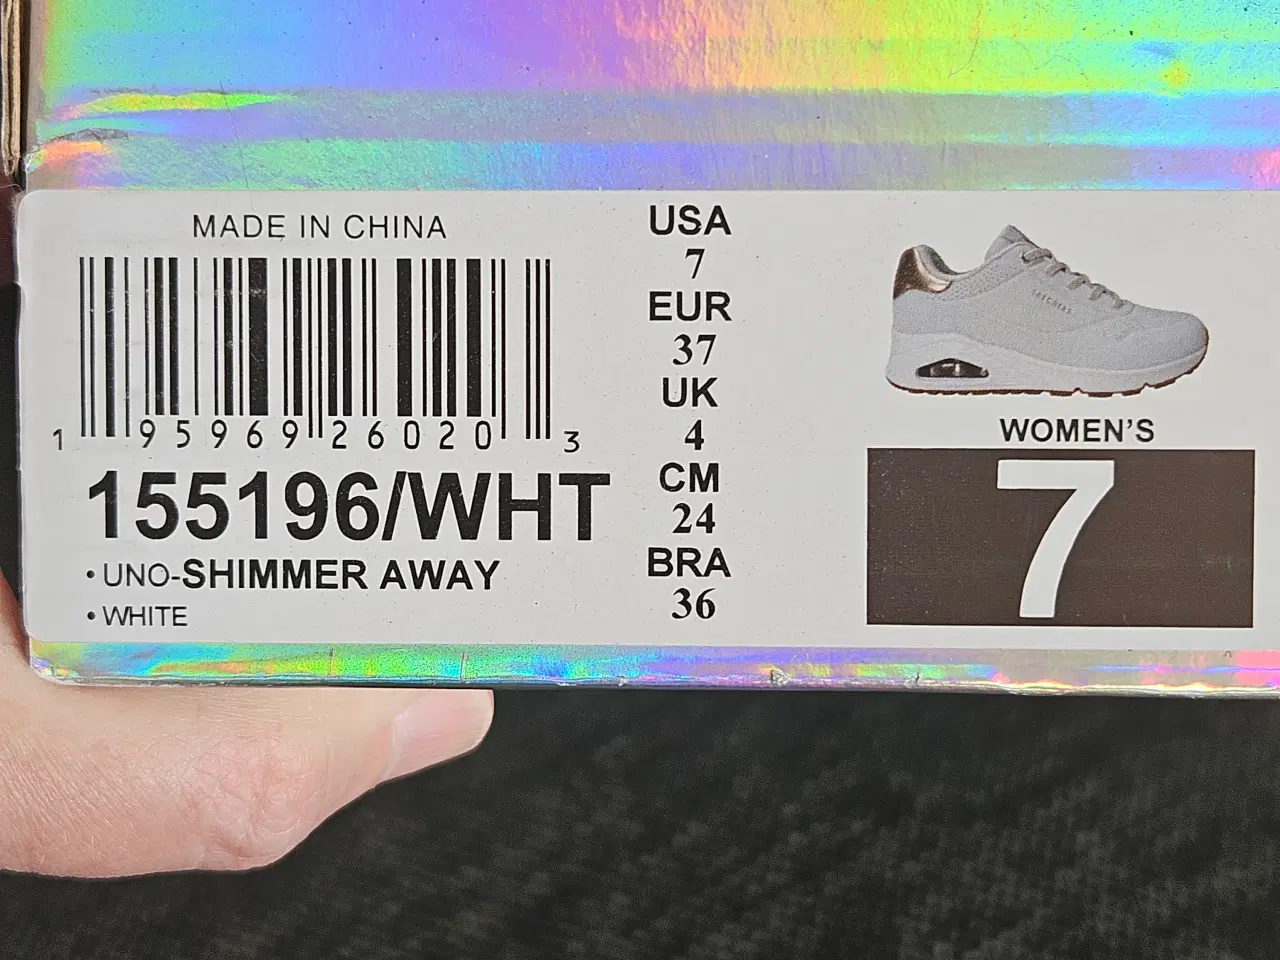 MADE IN CHINA
1 95969 26020 3
155196/WHT
• UNO-SHIMMER AWAY
• WHITE
USA
7
EUR
37
UK
4
CM
24
BRA
36
SKECHERS
WOMEN'S
7